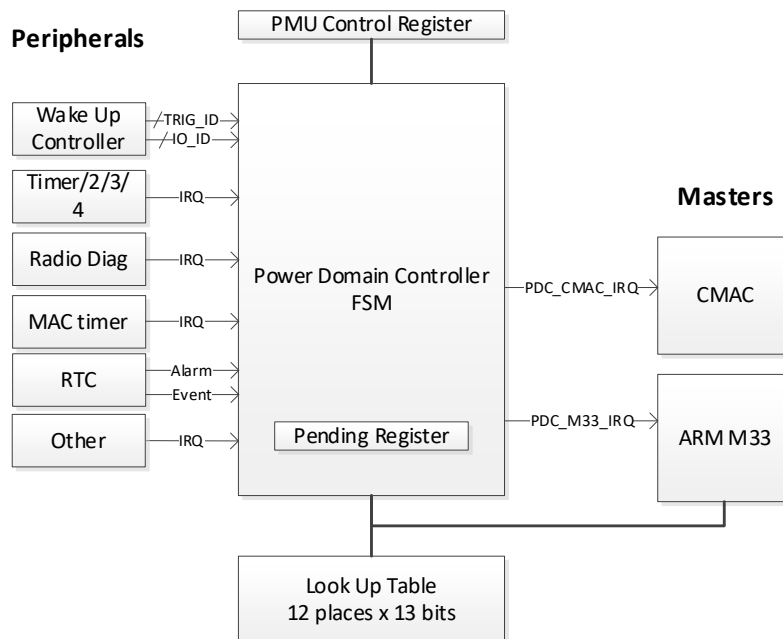 PMU Control Register
Peripherals
Wake Up
Controller
TRIG_ID
IO_ID
Timer/2/3/
4
IRQ
Radio Diag
IRQ
MAC timer
IRQ
RTC
Alarm
Event
Other
IRQ
Power Domain Controller
FSM
Pending Register
Masters
PDC_CMAC_IRQ
CMAC
PDC_M33_IRQ
ARM M33
Look Up Table
12 places x 13 bits